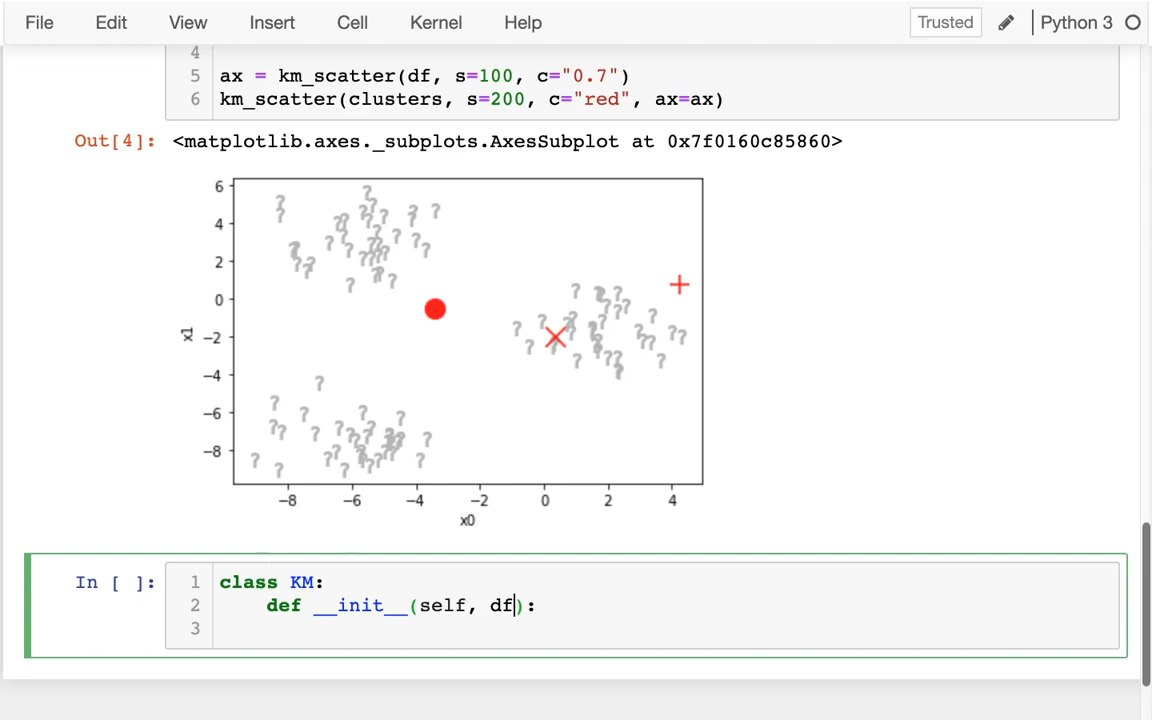 File Edit View Insert Cell Kernel Help Trusted Python 3
4
5 ax = km_scatter(df, s=100, c="0.7")
6 km_scatter(clusters, s=200, c="red", ax=ax)
Out[4]: <matplotlib.axes._subplots.AxesSubplot at 0x7f0160c85860>
6
4
2
0
−2
−4
−6
−8
x1
−8 −6 −4 −2 0 2 4
x0
In [ ]: 1 class KM:
2 def __init__(self, df):
3